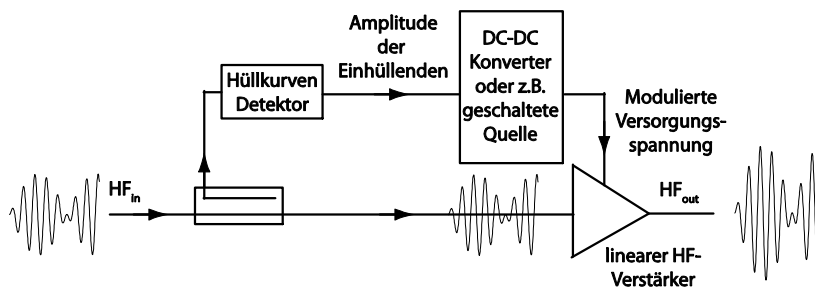 Amplitude
der
Einhüllenden
Hüllkurven
Detektor
DC-DC
Konverter
oder z.B.
geschaltete
Quelle
Modulierte
Versorgungs-
spannung
HFin
HFout
linearer HF-
Verstärker